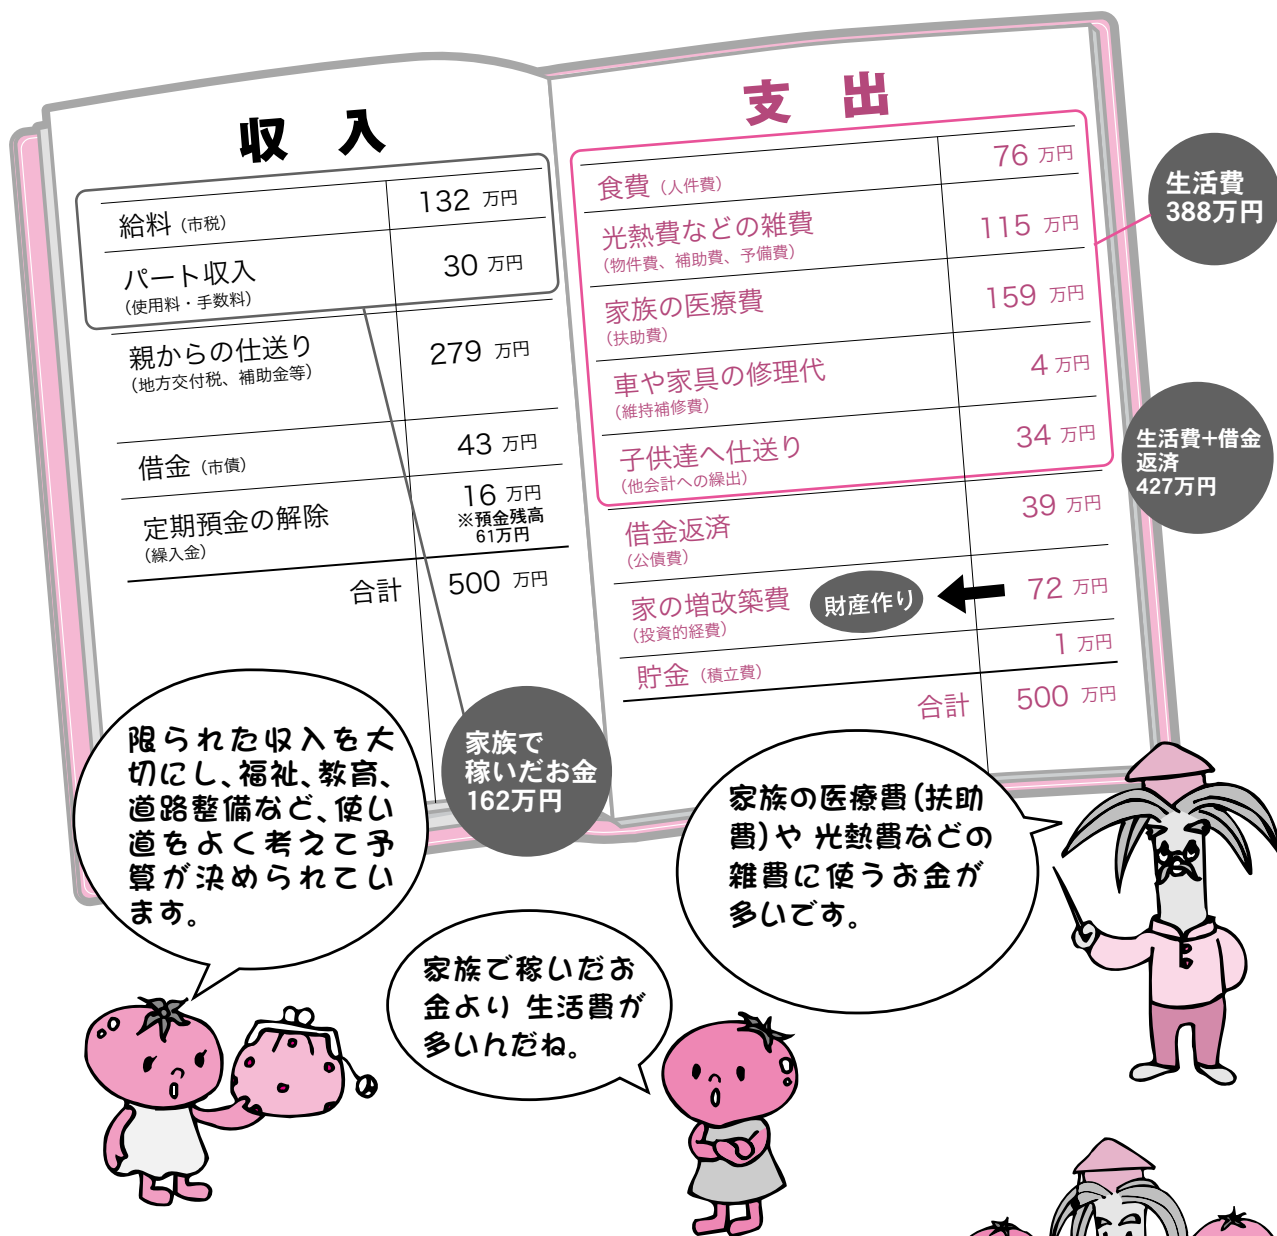 収入
給料（市税）
132 万円
パート収入
（使用料・手数料）
30 万円
親からの仕送り
（地方交付税、補助金等）
279 万円
借金（市債）
43 万円
定期預金の解除
（繰入金）
16 万円
※預金残高
61万円
合計
500 万円
家族で
稼いだお金
162万円
支出
食費（人件費）
76 万円
光熱費などの雑費
（物件費、補助費、予備費）
115 万円
家族の医療費
（扶助費）
159 万円
車や家具の修理代
（維持補修費）
4 万円
子供達へ仕送り
（他会計への繰出）
34 万円
借金返済
（公債費）
39 万円
家の増改築費
（投資的経費）
財産作り
72 万円
貯金（積立費）
1 万円
合計
500 万円
生活費
388万円
生活費+借金
返済
427万円
限られた収入を大
切にし、福祉、教育、
道路整備など、使い
道をよく考えて予
算が決められてい
ます。
家族で稼いだお
金より 生活費が
多いんだね。
家族の医療費（扶助
費）や 光熱費などの
雑費に使うお金が
多いです。